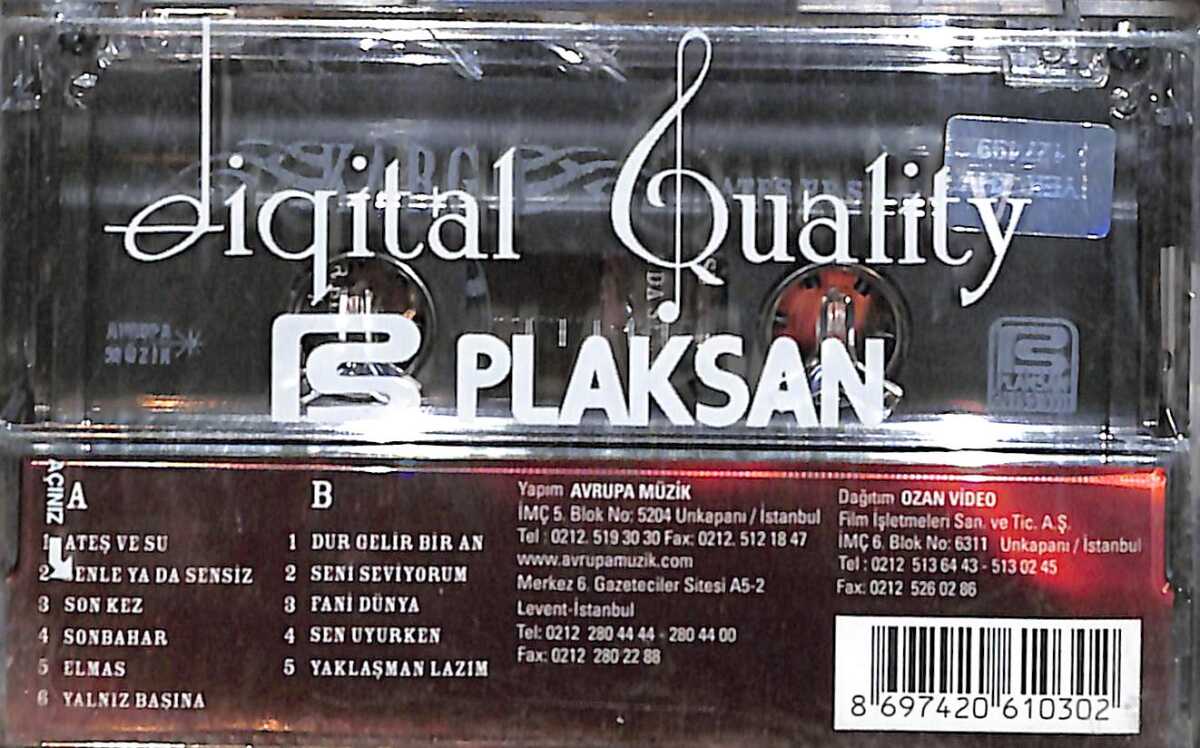 Digital Quality
PLAKSAN
AVRUPA
MÜZİK
PLAKSAN
AÇINIZ
A
1 ATEŞ VE SU
2 ENLE YA DA SENSİZ
3 SON KEZ
4 SONBAHAR
5 ELMAS
6 YALNIZ BAŞINA
B
1 DUR GELİR BİR AN
2 SENİ SEVİYORUM
3 FANİ DÜNYA
4 SEN UYURKEN
5 YAKLAŞMAN LAZIM
Yapım AVRUPA MÜZİK
İMÇ 5. Blok No: 5204 Unkapanı / İstanbul
Tel : 0212. 519 30 30 Fax: 0212. 512 18 47
www.avrupamuzik.com
Merkez 6. Gazeteciler Sitesi A5-2
Levent-İstanbul
Tel: 0212 280 44 44 - 280 44 00
Fax: 0212 280 22 88
Dağıtım OZAN VİDEO
Film İşletmeleri San. ve Tic. A.Ş.
İMÇ 6. Blok No: 6311 Unkapanı / İstanbul
Tel : 0212 513 64 43 - 513 02 45
Fax: 0212 526 02 86
8 697420 610302